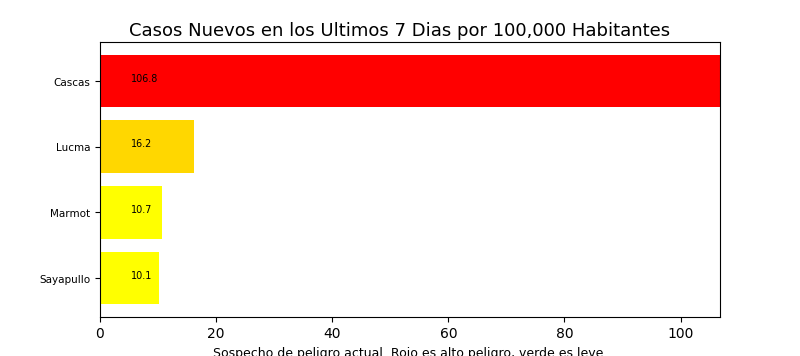 Casos Nuevos en los Ultimos 7 Dias por 100,000 Habitantes
Cascas 106.8
Lucma 16.2
Marmot 10.7
Sayapullo 10.1
0 20 40 60 80 100
Sospecho de peligro actual. Rojo es alto peligro, verde es leve